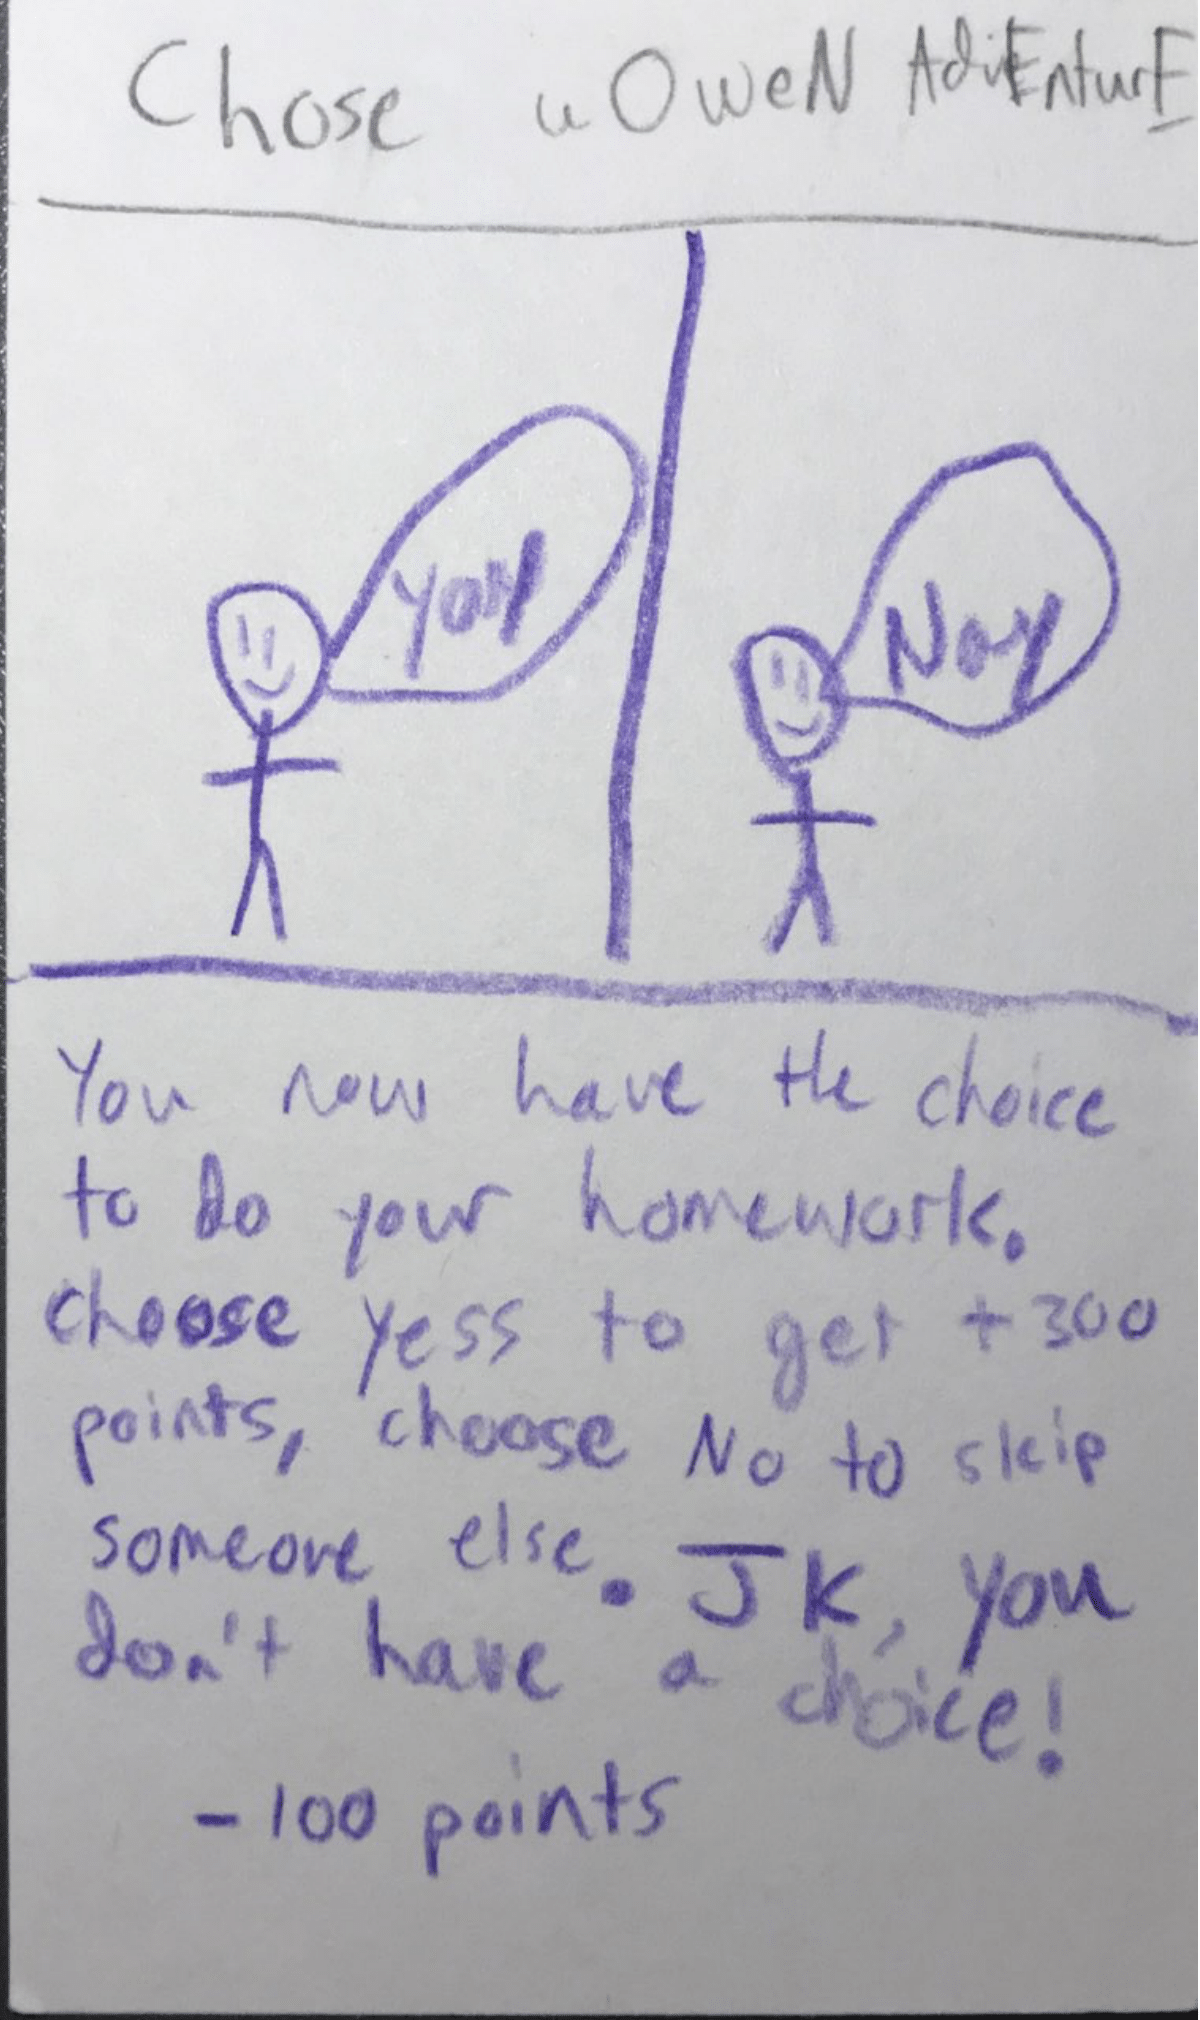 Chose u OweN AdvEnturE
Yay
Nay
You now have the choice
to do your homework.
choose yess to get +300
points, choose No to skip
someone else. JK, you
don't have a choice!
-100 points